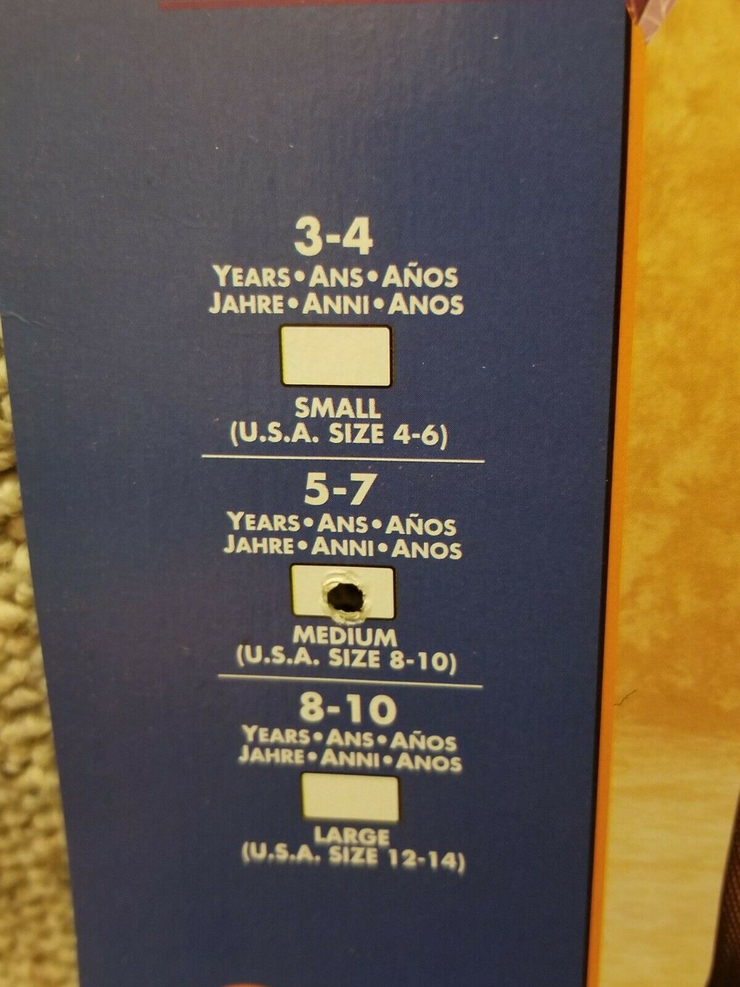 3-4
YEARS•ANS•AÑOS
JAHRE•ANNI•ANOS
SMALL
(U.S.A. SIZE 4-6)
5-7
YEARS•ANS•AÑOS
JAHRE•ANNI•ANOS
MEDIUM
(U.S.A. SIZE 8-10)
8-10
YEARS•ANS•AÑOS
JAHRE•ANNI•ANOS
LARGE
(U.S.A. SIZE 12-14)